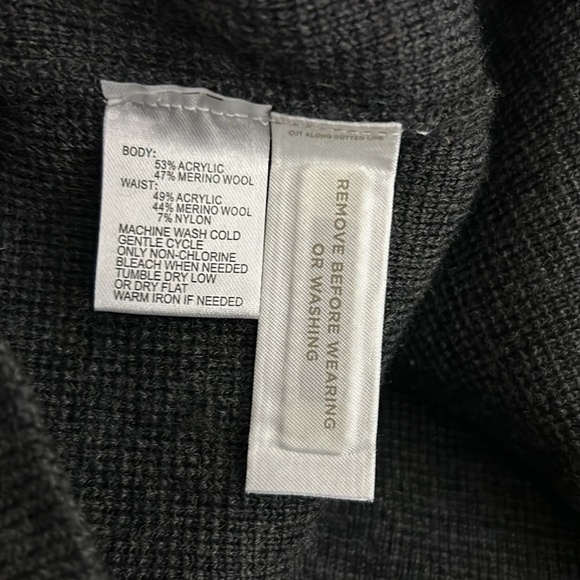 BODY:
53% ACRYLIC
47% MERINO WOOL
WAIST:
49% ACRYLIC
44% MERINO WOOL
7% NYLON
MACHINE WASH COLD
GENTLE CYCLE
ONLY NON-CHLORINE
BLEACH WHEN NEEDED
TUMBLE DRY LOW
OR DRY FLAT
WARM IRON IF NEEDED
CUT ALONG DOTTED LINE
REMOVE BEFORE WEARING
OR WASHING